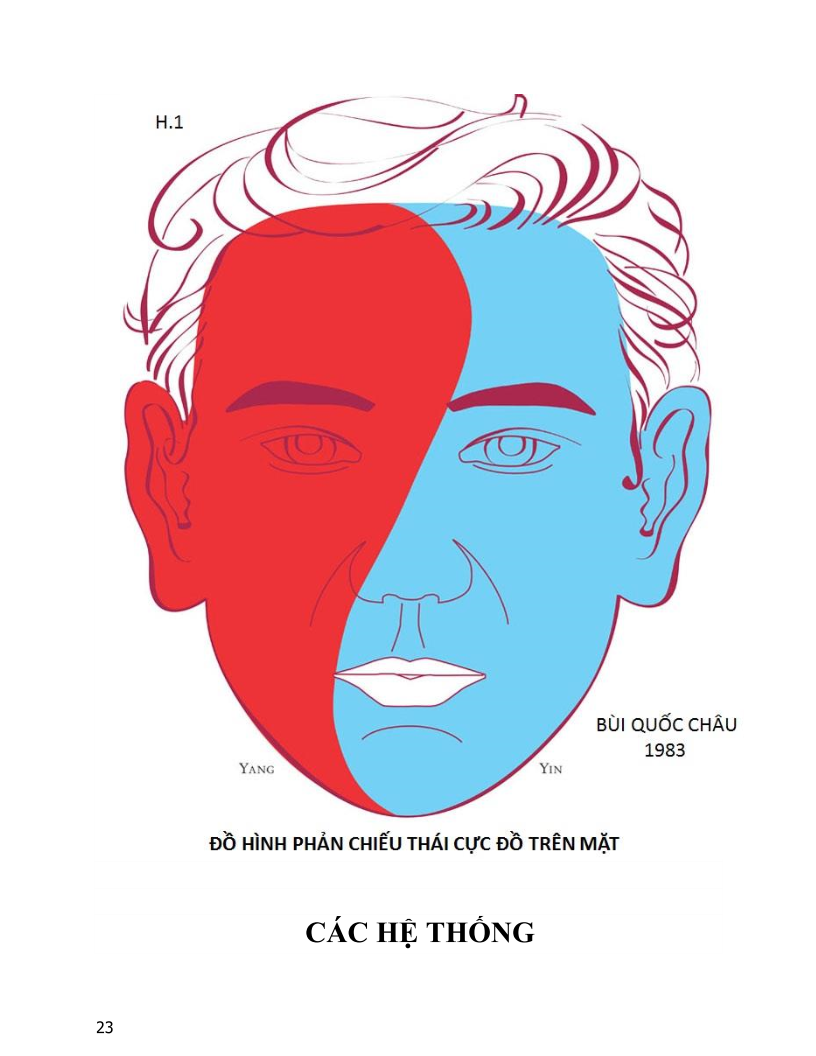 H.1
BÙI QUỐC CHÂU
1983
YANG
YIN
ĐỒ HÌNH PHẢN CHIẾU THÁI CỰC ĐỒ TRÊN MẶT
CÁC HỆ THỐNG
23